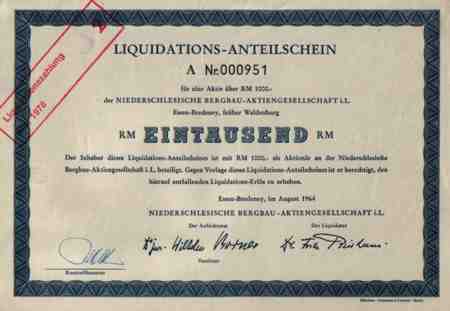 LIQUIDATIONS-ANTEILSCHEIN
A Nr. 000951
für eine Aktie über RM 1000.-
der NIEDERSCHLESISCHE BERGBAU-AKTIENGESELLSCHAFT i.L.
Essen-Bredeney, früher Waldenburg
RM EINTAUSEND RM
Der Inhaber dieses Liquidations-Anteilscheines ist mit RM 1000.- als Aktionär an der Niederschlesische
Bergbau-Aktiengesellschaft i.L. beteiligt. Gegen Vorlage dieses Liquidations-Anteilscheines ist er berechtigt, den
hierauf entfallenden Liquidations-Erlös zu erheben.
Essen-Bredeney, im August 1964
NIEDERSCHLESISCHE BERGBAU-AKTIENGESELLSCHAFT i.L.
Der Aufsichtsrat
Der Liquidator
Kontrollbeamter
Vorsitzer
1970